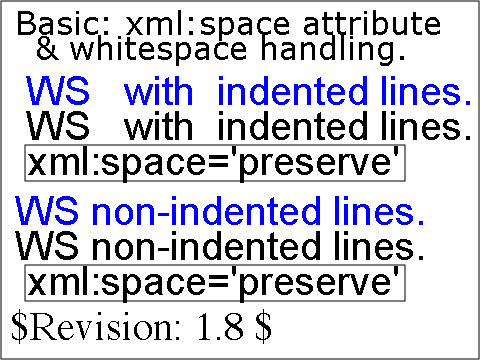 Basic: xml:space attribute
& whitespace handling.
WS   with  indented lines.
WS   with  indented lines.
xml:space='preserve'
WS non-indented lines.
WS non-indented lines.
xml:space='preserve'
$Revision: 1.8 $